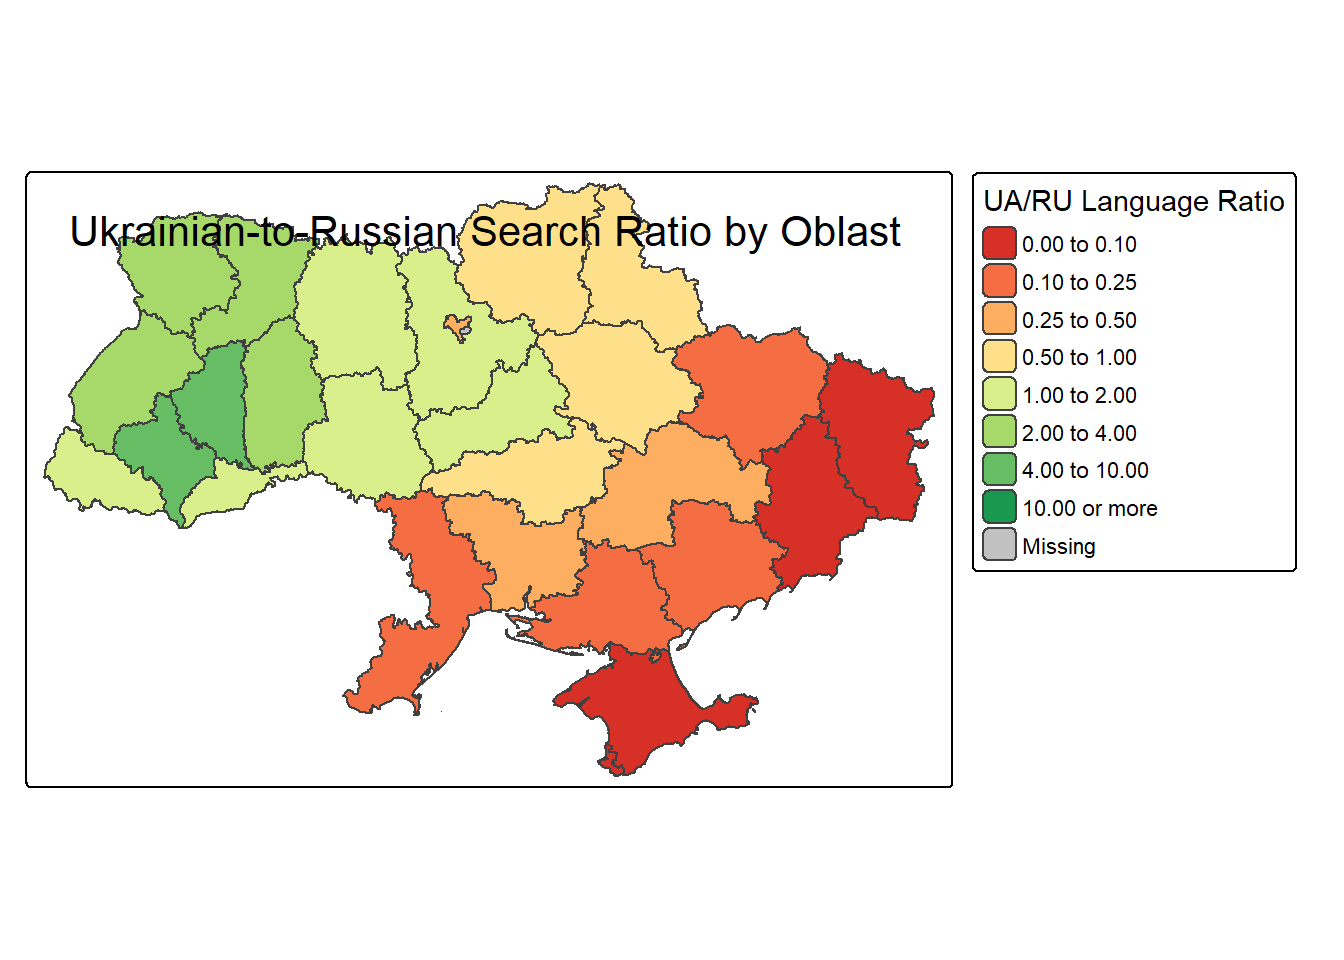 Ukrainian-to-Russian Search Ratio by Oblast
UA/RU Language Ratio
0.00 to 0.10
0.10 to 0.25
0.25 to 0.50
0.50 to 1.00
1.00 to 2.00
2.00 to 4.00
4.00 to 10.00
10.00 or more
Missing